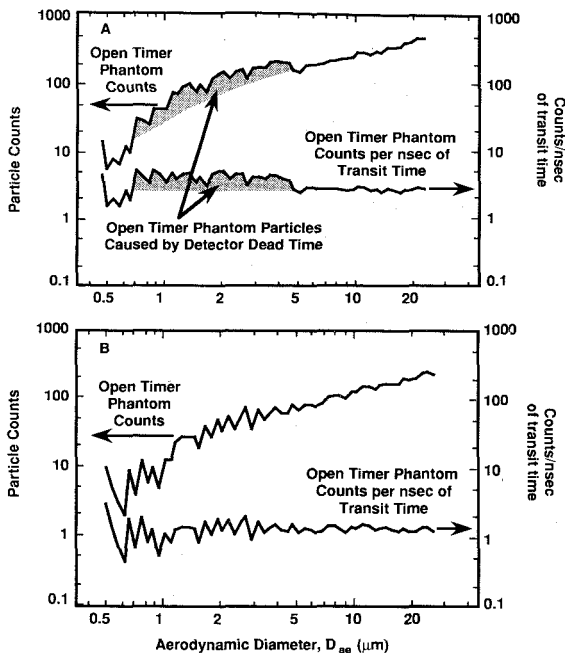 A
1000
100
10
1
0.1
Particle Counts
Open Timer
Phantom
Counts
Open Timer Phantom
Counts per nsec of
Transit Time
Open Timer Phantom Particles
Caused by Detector Dead Time
1000
100
10
1
0.1
Counts/nsec
of transit time
0.5 1 2 5 10 20
B
1000
100
10
1
0.1
Particle Counts
Open Timer
Phantom
Counts
Open Timer Phantom
Counts per nsec of
Transit Time
1000
100
10
1
0.1
Counts/nsec
of transit time
0.5 1 2 5 10 20
Aerodynamic Diameter, Dae (μm)